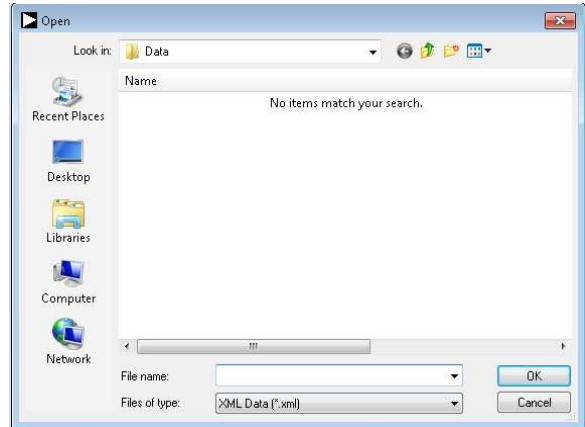 Open
Look in: Data
Name
No items match your search.
Recent Places
Desktop
Libraries
Computer
Network
File name: OK
Files of type: XML Data (*.xml) Cancel